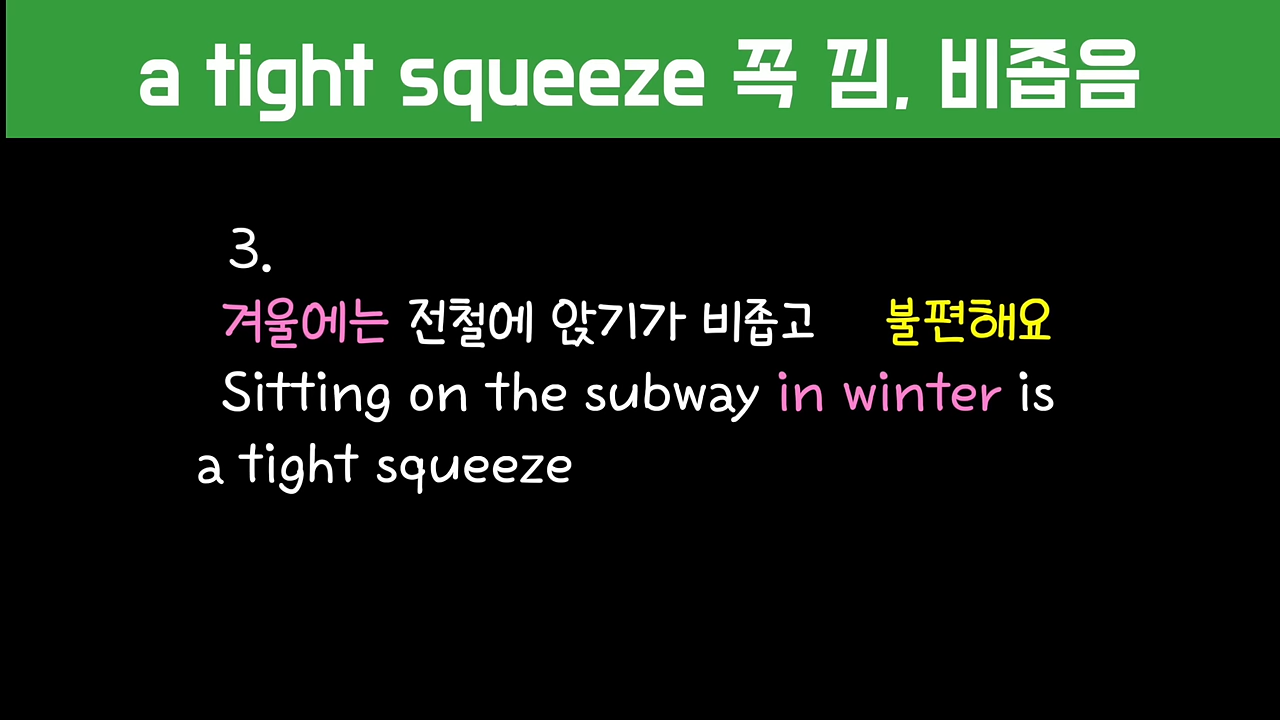 a tight squeeze 꼭 낌, 비좁음
3.
겨울에는 전철에 앉기가 비좁고 불편해요
Sitting on the subway in winter is
a tight squeeze